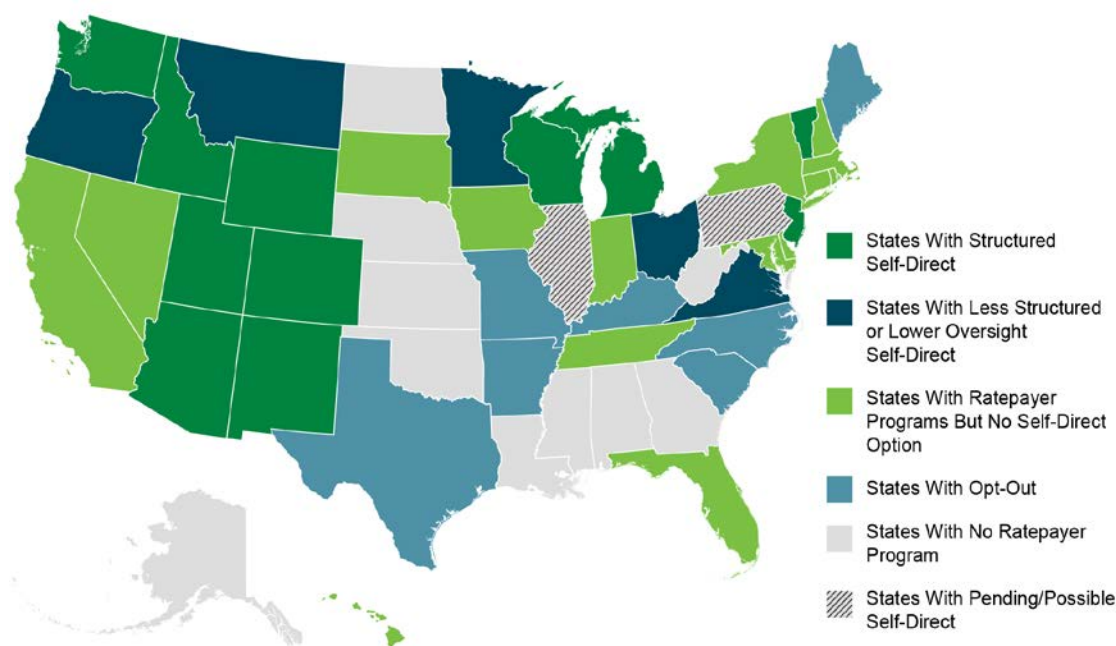 States With Structured
Self-Direct
States With Less Structured
or Lower Oversight
Self-Direct
States With Ratepayer
Programs But No Self-Direct
Option
States With Opt-Out
States With No Ratepayer
Program
States With Pending/Possible
Self-Direct